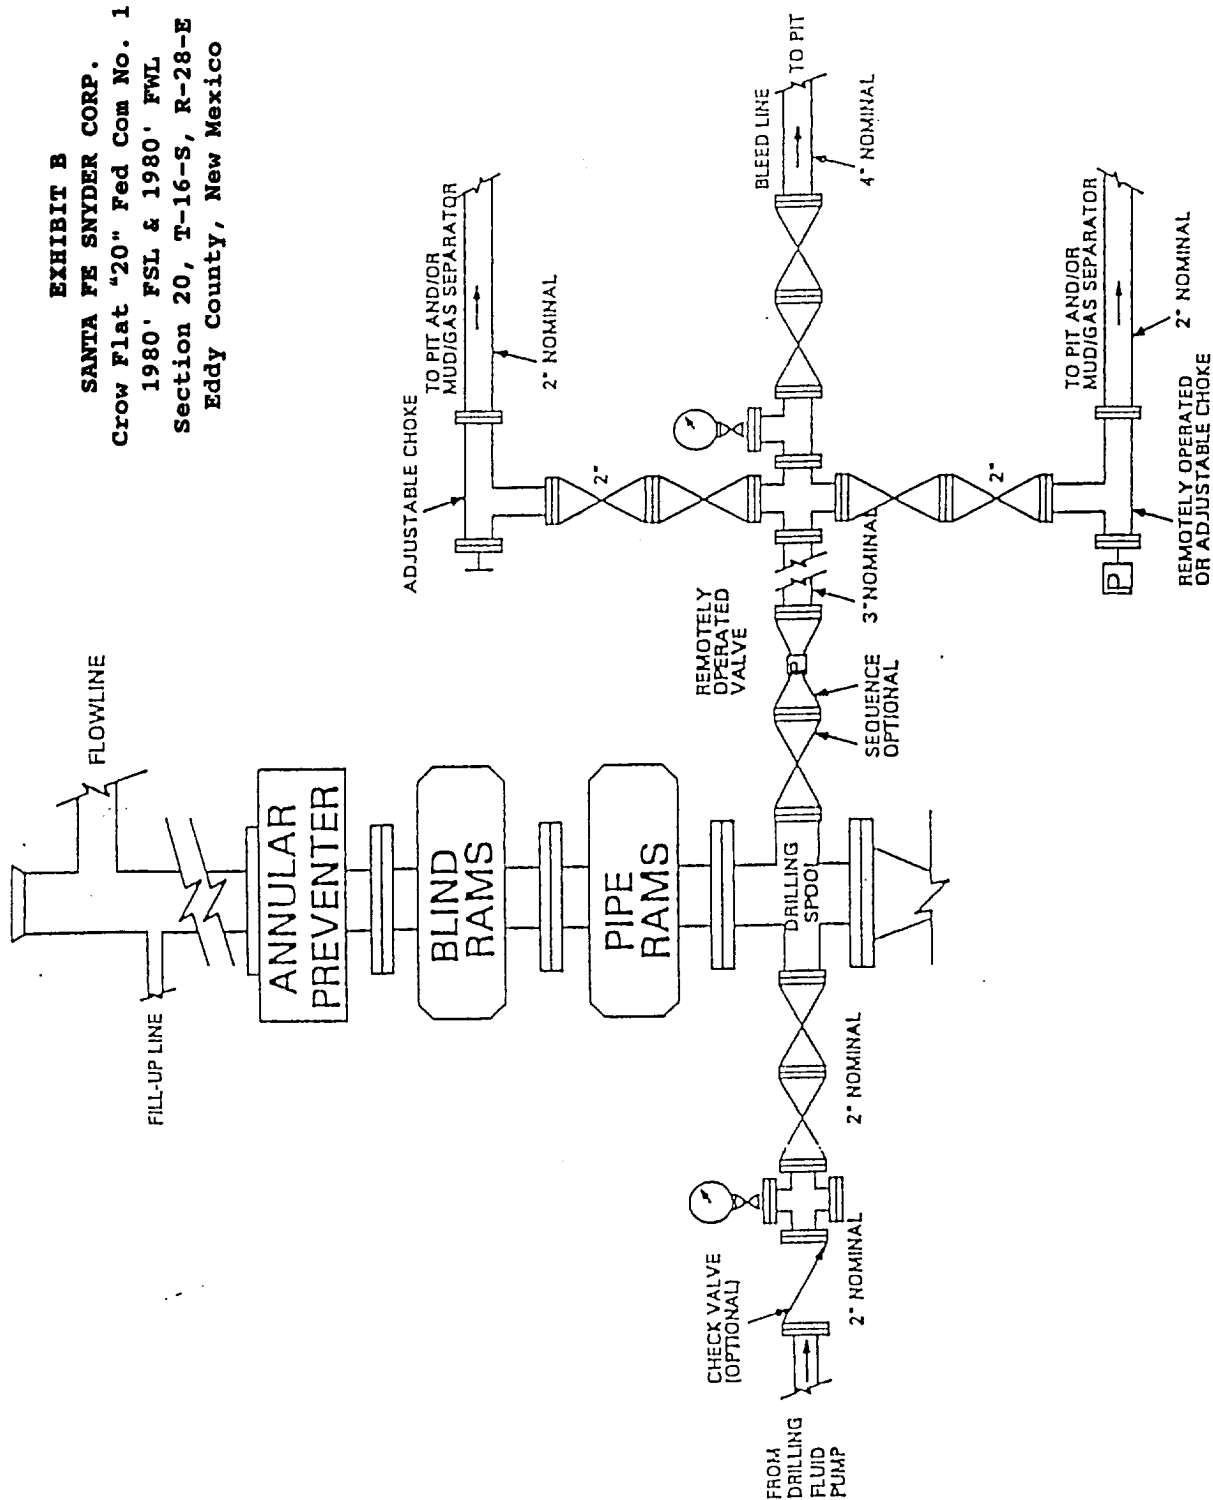 EXHIBIT B
SANTA FE SNYDER CORP.
Crow Flat "20" Fed Com No. 1
1980' FSL & 1980' FWL
Section 20, T-16-S, R-28-E
Eddy County, New Mexico
FLOWLINE
FILL-UP LINE
ANNULAR
PREVENTER
BLIND
RAMS
PIPE
RAMS
DRILLING
SPOOL
ADJUSTABLE CHOKE
TO PIT AND/OR
MUD/GAS SEPARATOR
2" NOMINAL
2"
REMOTELY
OPERATED
VALVE
P
SEQUENCE
OPTIONAL
3" NOMINAL
BLEED LINE
TO PIT
4" NOMINAL
2"
TO PIT AND/OR
MUD/GAS SEPARATOR
2" NOMINAL
P
REMOTELY OPERATED
OR ADJUSTABLE CHOKE
2" NOMINAL
CHECK VALVE
(OPTIONAL)
2" NOMINAL
FROM
DRILLING
FLUID
PUMP